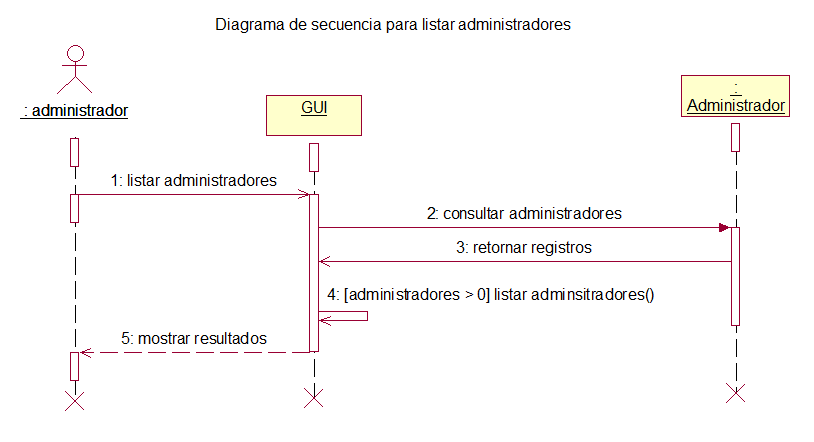 Diagrama de secuencia para listar administradores
: administrador
GUI
:
Administrador
1: listar administradores
2: consultar administradores
3: retornar registros
4: [administradores > 0] listar adminsitradores()
5: mostrar resultados